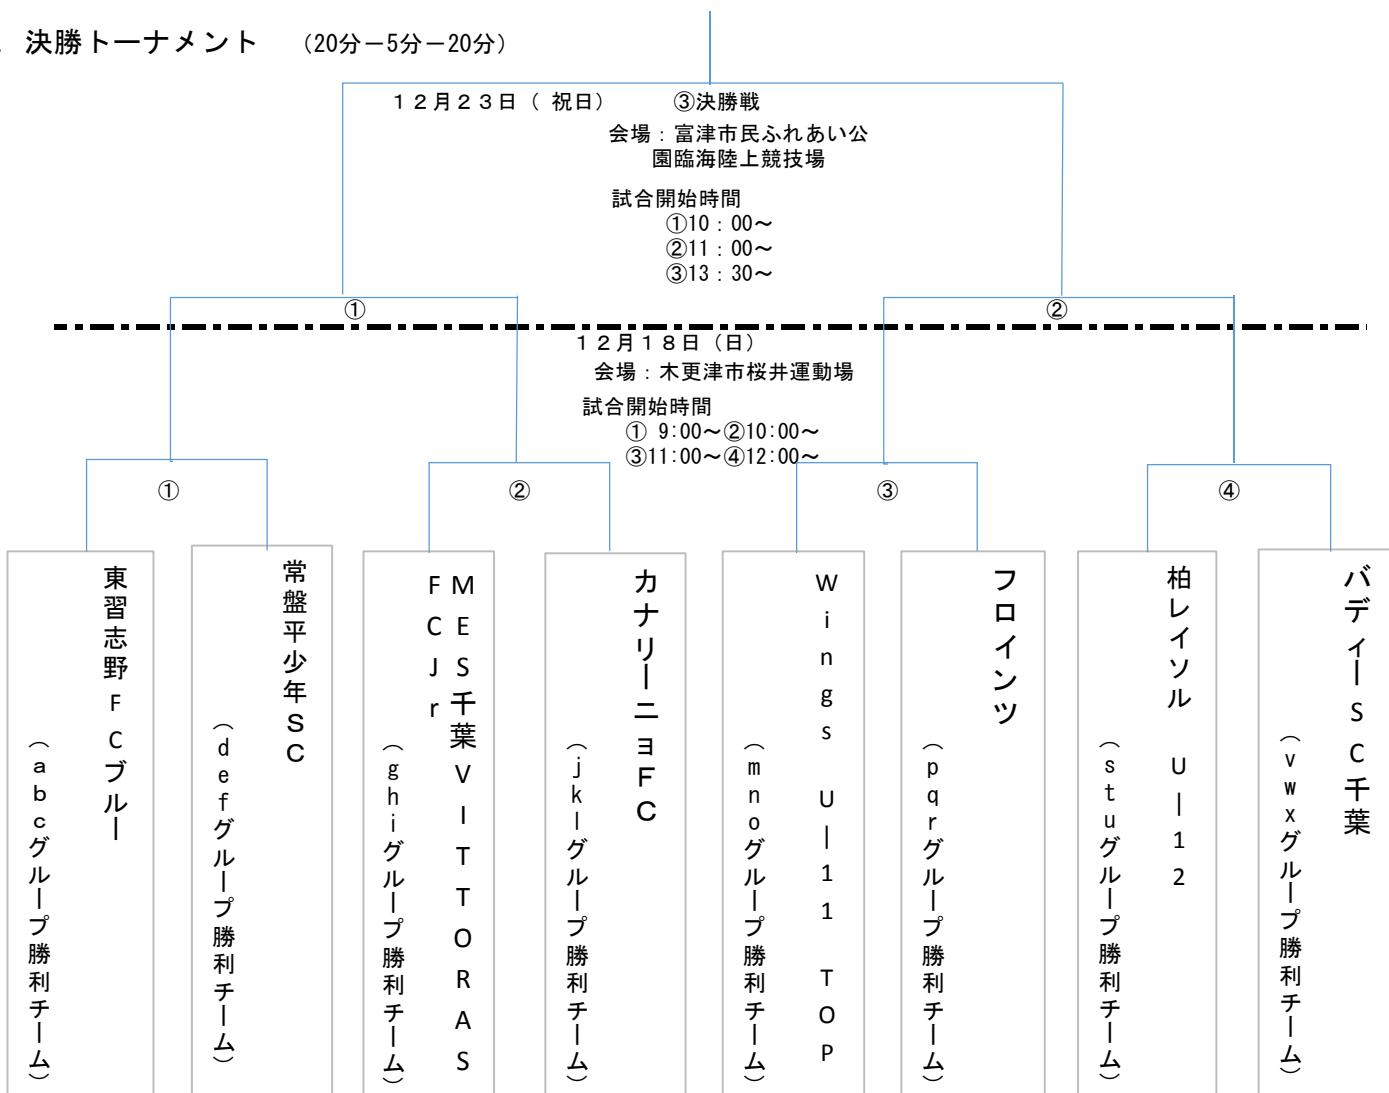 決勝トーナメント （20分－5分－20分）
１２月２３日（ 祝日） ③決勝戦
会場：富津市民ふれあい公
園臨海陸上競技場
試合開始時間
①10：00～
②11：00～
③13：30～
① ②
１２月１８日（日）
会場：木更津市桜井運動場
試合開始時間
① 9:00～②10:00～
③11:00～④12:00～
① ② ③ ④
東習志野ＦＣブルー
（ａｂｃグループ勝利チーム）
常盤平少年ＳＣ
（ｄｅｆグループ勝利チーム）
ＭＥＳ千葉ＶＩＴＴＯＲＡＳ
ＦＣＪｒ
（ｇｈｉグループ勝利チーム）
カナリーニョＦＣ
（ｊｋｌグループ勝利チーム）
Ｗｉｎｇｓ Ｕ－１１ ＴＯＰ
（ｍｎｏグループ勝利チーム）
フロインツ
（ｐｑｒグループ勝利チーム）
柏レイソル Ｕ－１２
（ｓｔｕグループ勝利チーム）
バディーＳＣ千葉
（ｖｗｘグループ勝利チーム）